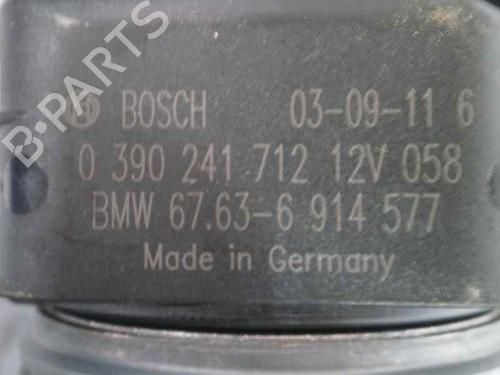 BOSCH 03-09-11 6
0 390 241 712 12V 058
BMW 67.63-6 914 577
Made in Germany